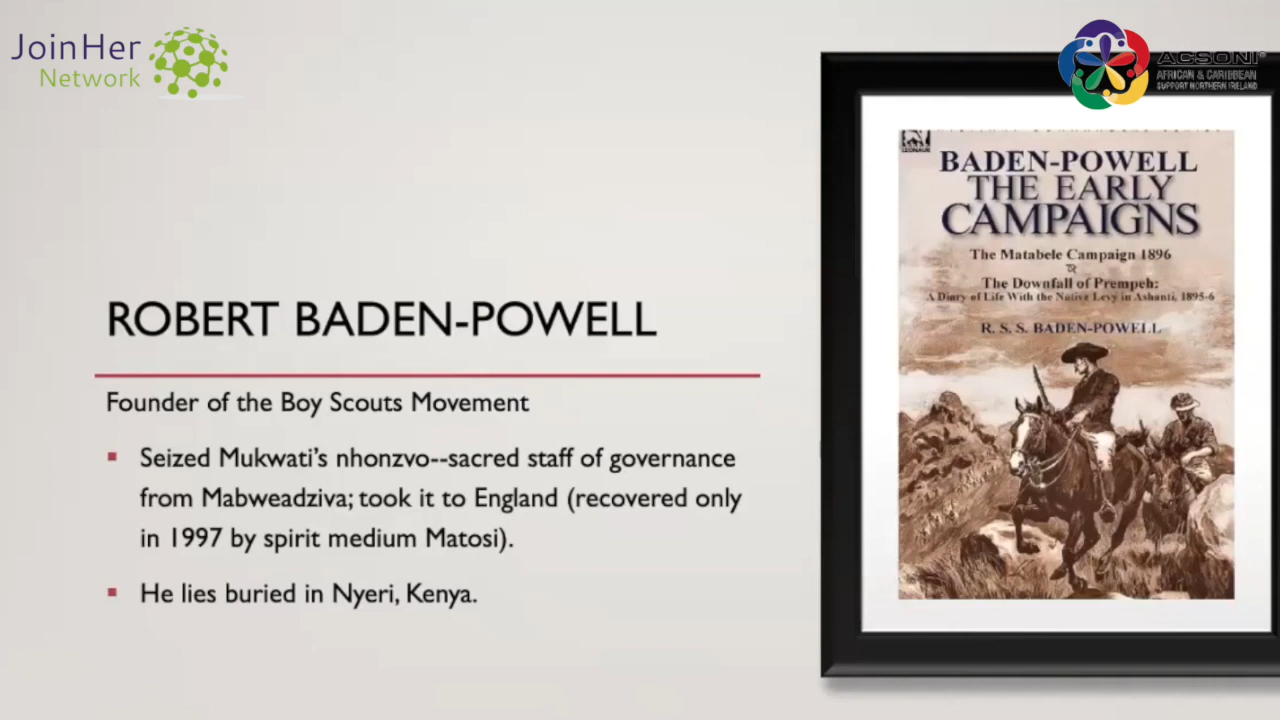 JoinHer
Network
ACSONI
AFRICAN & CARIBBEAN
SUPPORT NORTHERN IRELAND
ROBERT BADEN-POWELL
Founder of the Boy Scouts Movement
▪ Seized Mukwati's nhonzvo--sacred staff of governance
from Mabweadziva; took it to England (recovered only
in 1997 by spirit medium Matosi).
▪ He lies buried in Nyeri, Kenya.
LEONAUR
BADEN-POWELL
THE EARLY
CAMPAIGNS
The Matabele Campaign 1896
&
The Downfall of Prempeh:
A Diary of Life With the Native Levy in Ashanti, 1895-6
R. S. S. BADEN-POWELL